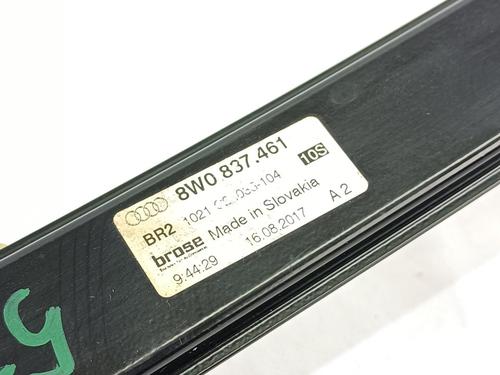 8W0 837.461
10S
BR2
Made in Slovakia
brose
16.08.2017
A 2
9:44:29